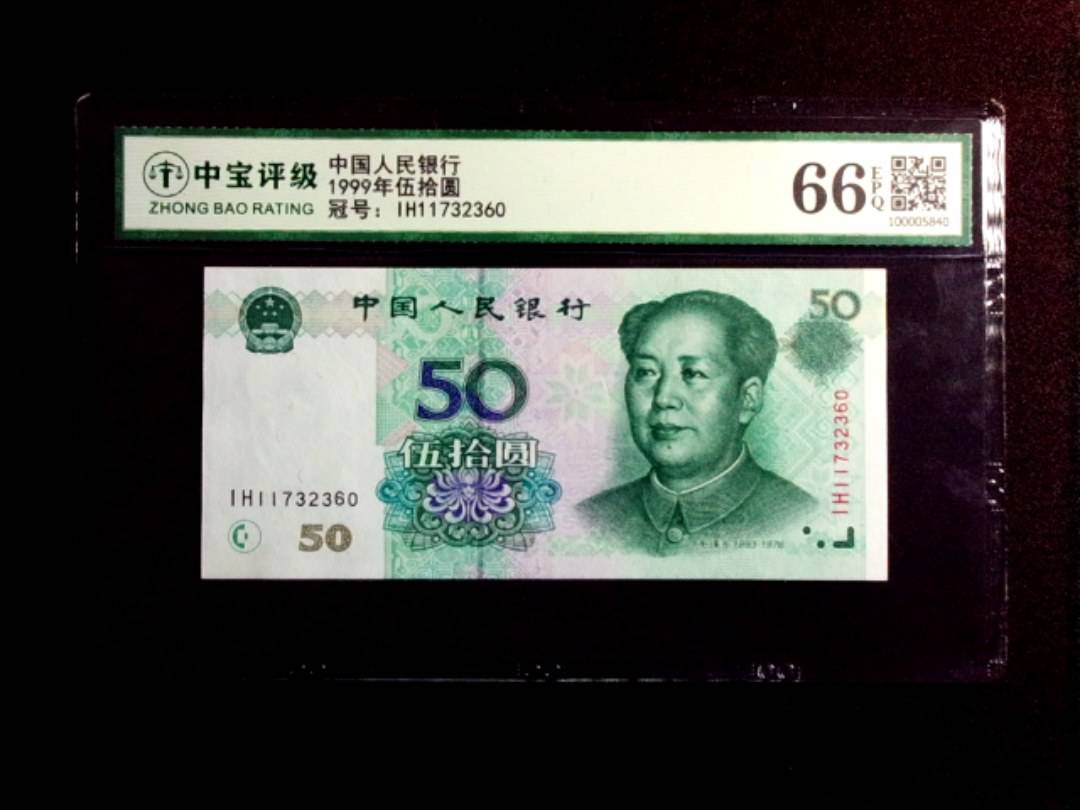 中宝评级
ZHONG BAO RATING
中国人民银行
1999年伍拾圆
冠号：IH11732360
66
EPQ
100005840
中国人民银行
50
50
伍拾圆
IH11732360
50
IH11732360
1893-1976